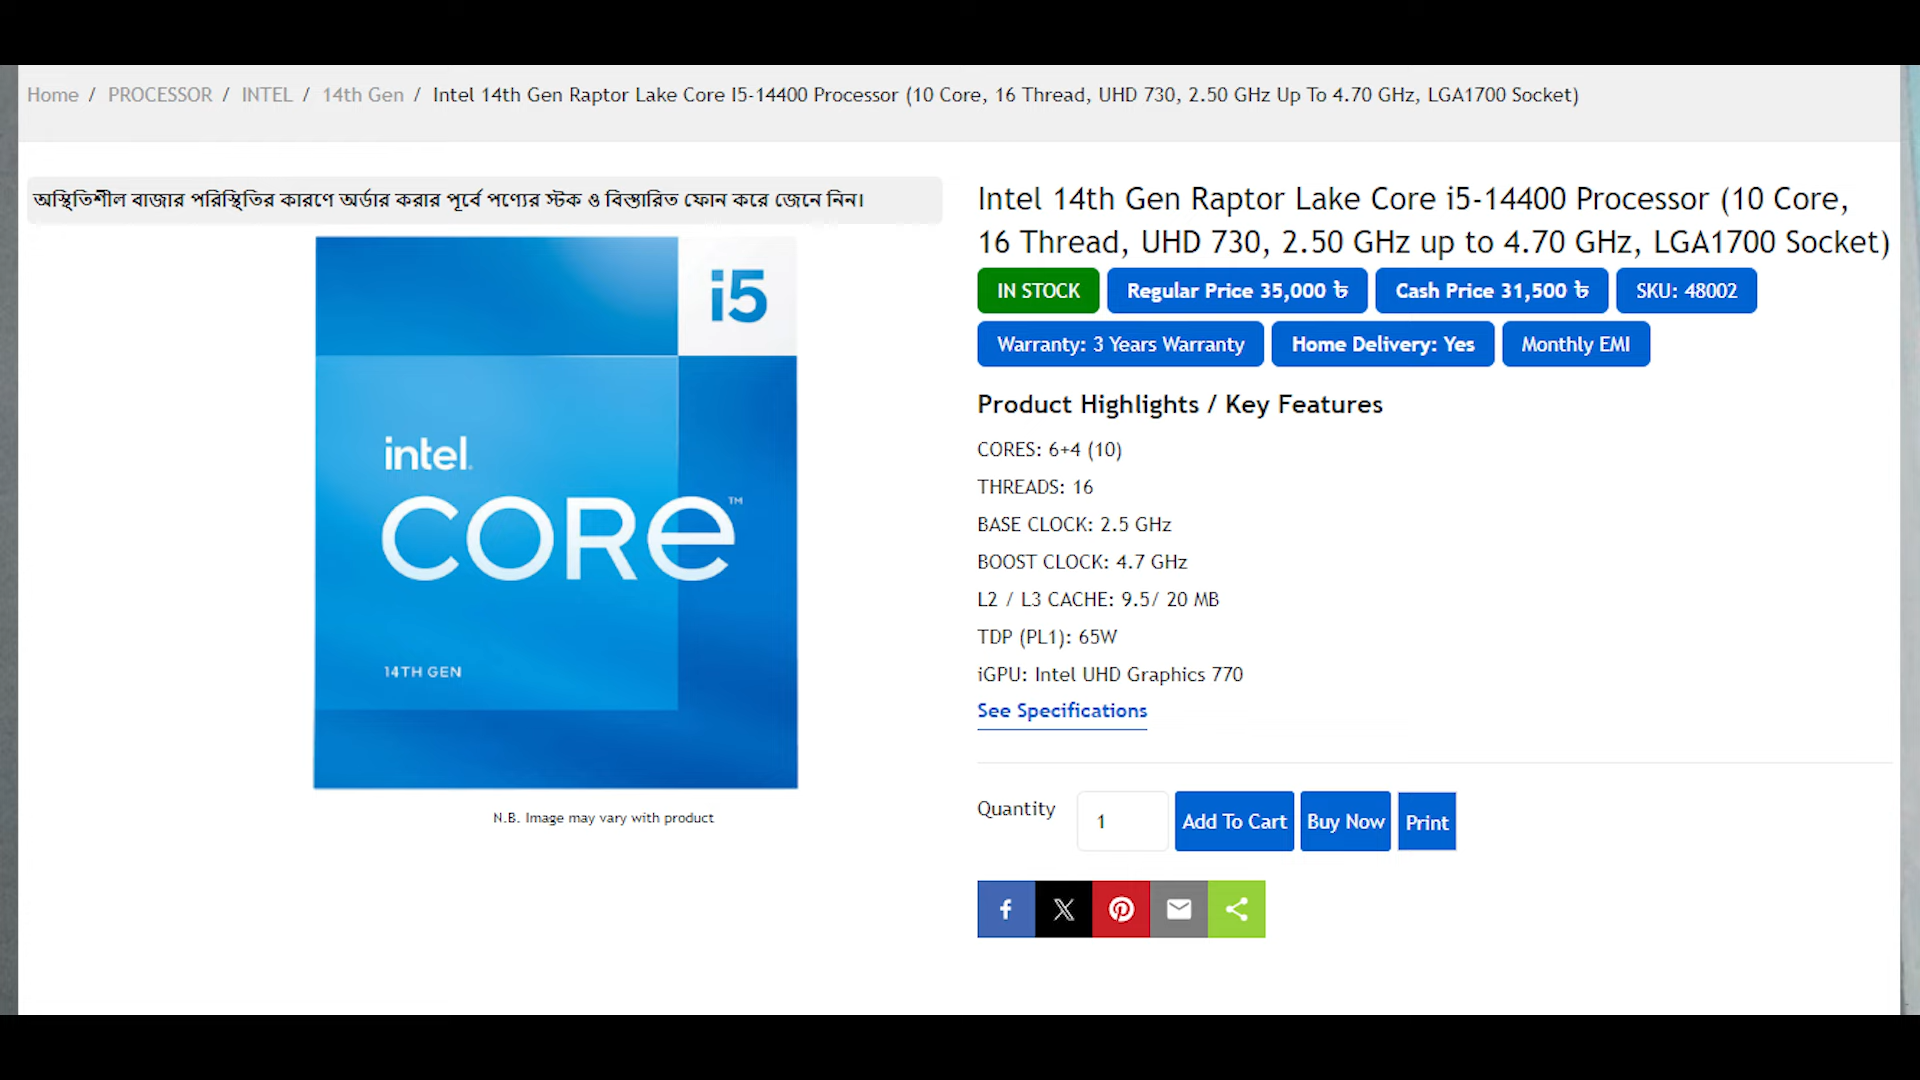 Home / PROCESSOR / INTEL / 14th Gen / Intel 14th Gen Raptor Lake Core I5-14400 Processor (10 Core, 16 Thread, UHD 730, 2.50 GHz Up To 4.70 GHz, LGA1700 Socket)
অস্থিতিশীল বাজার পরিস্থিতির কারণে অর্ডার করার পূর্বে পণ্যের স্টক ও বিস্তারিত ফোন করে জেনে নিন।
i5
intel.
CORE™
14TH GEN
N.B. Image may vary with product
Intel 14th Gen Raptor Lake Core i5-14400 Processor (10 Core,
16 Thread, UHD 730, 2.50 GHz up to 4.70 GHz, LGA1700 Socket)
IN STOCK Regular Price 35,000 ৳ Cash Price 31,500 ৳ SKU: 48002
Warranty: 3 Years Warranty Home Delivery: Yes Monthly EMI
Product Highlights / Key Features
CORES: 6+4 (10)
THREADS: 16
BASE CLOCK: 2.5 GHz
BOOST CLOCK: 4.7 GHz
L2 / L3 CACHE: 9.5/ 20 MB
TDP (PL1): 65W
iGPU: Intel UHD Graphics 770
See Specifications
Quantity 1 Add To Cart Buy Now Print